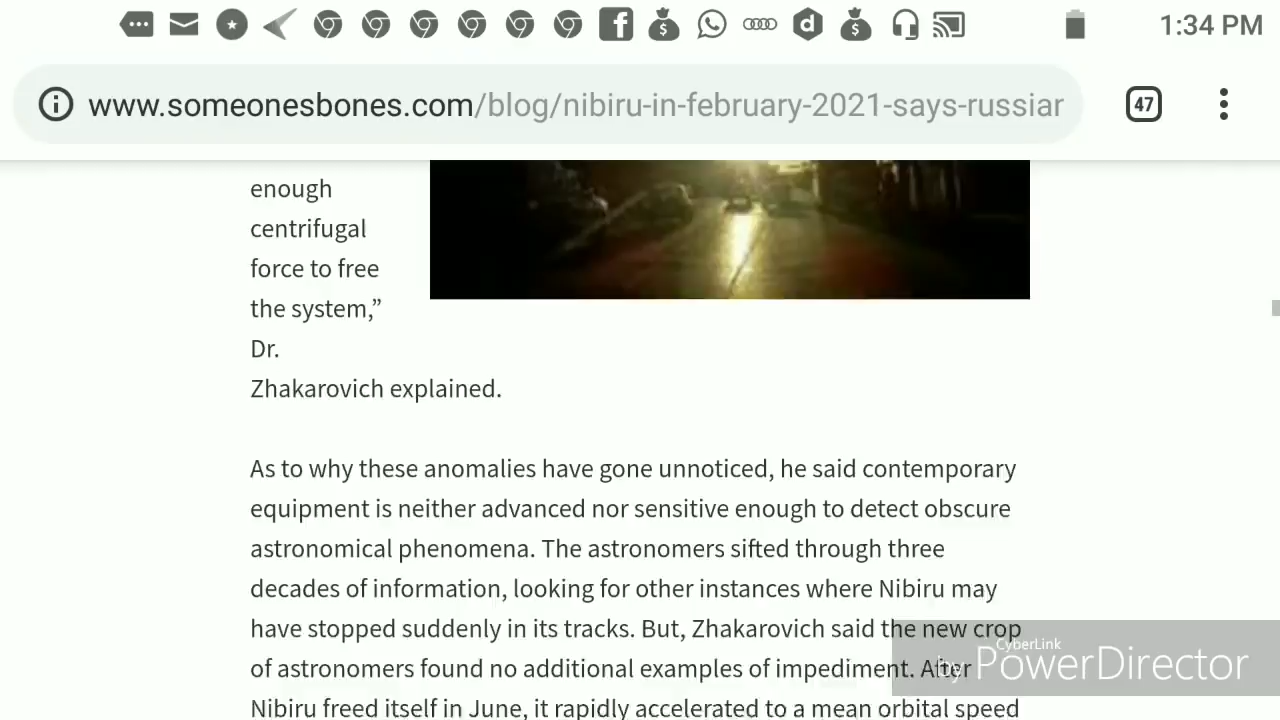 1:34 PM
www.someonesbones.com/blog/nibiru-in-february-2021-says-russiar
47
enough
centrifugal
force to free
the system,”
Dr.
Zhakarovich explained.
As to why these anomalies have gone unnoticed, he said contemporary
equipment is neither advanced nor sensitive enough to detect obscure
astronomical phenomena. The astronomers sifted through three
decades of information, looking for other instances where Nibiru may
have stopped suddenly in its tracks. But, Zhakarovich said the new crop
of astronomers found no additional examples of impediment. After
Nibiru freed itself in June, it rapidly accelerated to a mean orbital speed
CyberLink
by PowerDirector